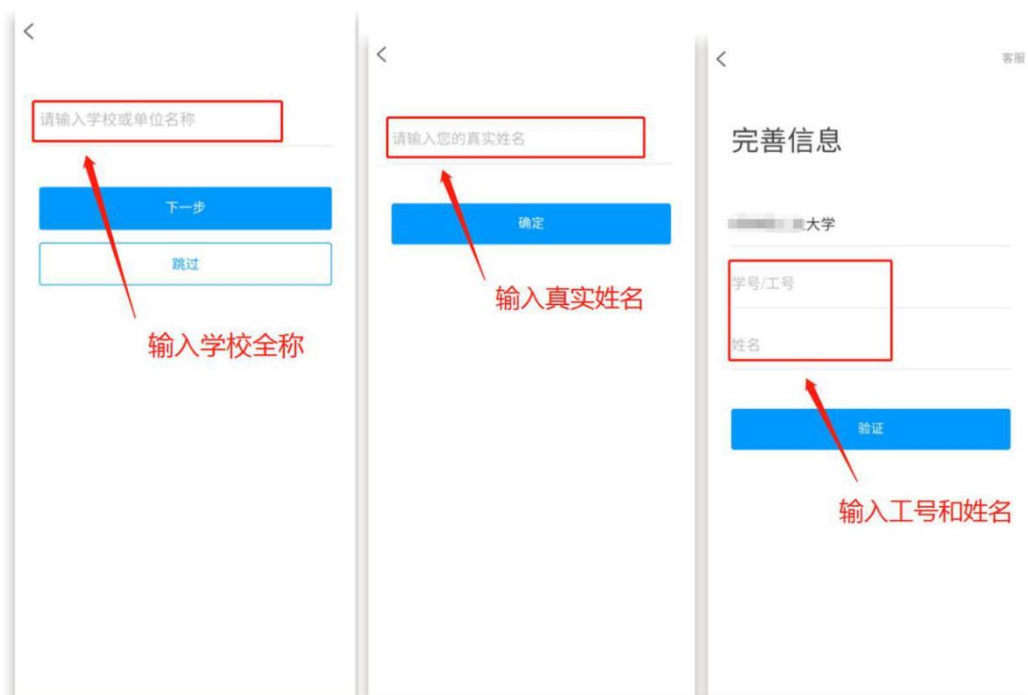 请输入学校或单位名称
下一步
跳过
输入学校全称
请输入您的真实姓名
确定
输入真实姓名
客服
完善信息
大学
学号/工号
姓名
验证
输入工号和姓名